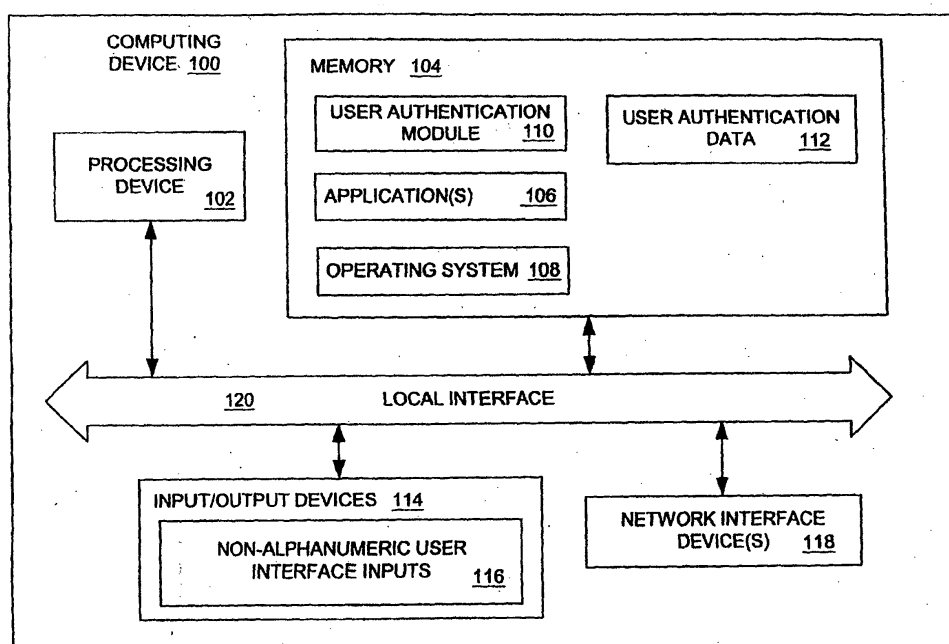 COMPUTING
DEVICE 100
MEMORY 104
USER AUTHENTICATION
MODULE 110
USER AUTHENTICATION
DATA 112
PROCESSING
DEVICE 102
APPLICATION(S) 106
OPERATING SYSTEM 108
120 LOCAL INTERFACE
INPUT/OUTPUT DEVICES 114
NON-ALPHANUMERIC USER
INTERFACE INPUTS 116
NETWORK INTERFACE
DEVICE(S) 118